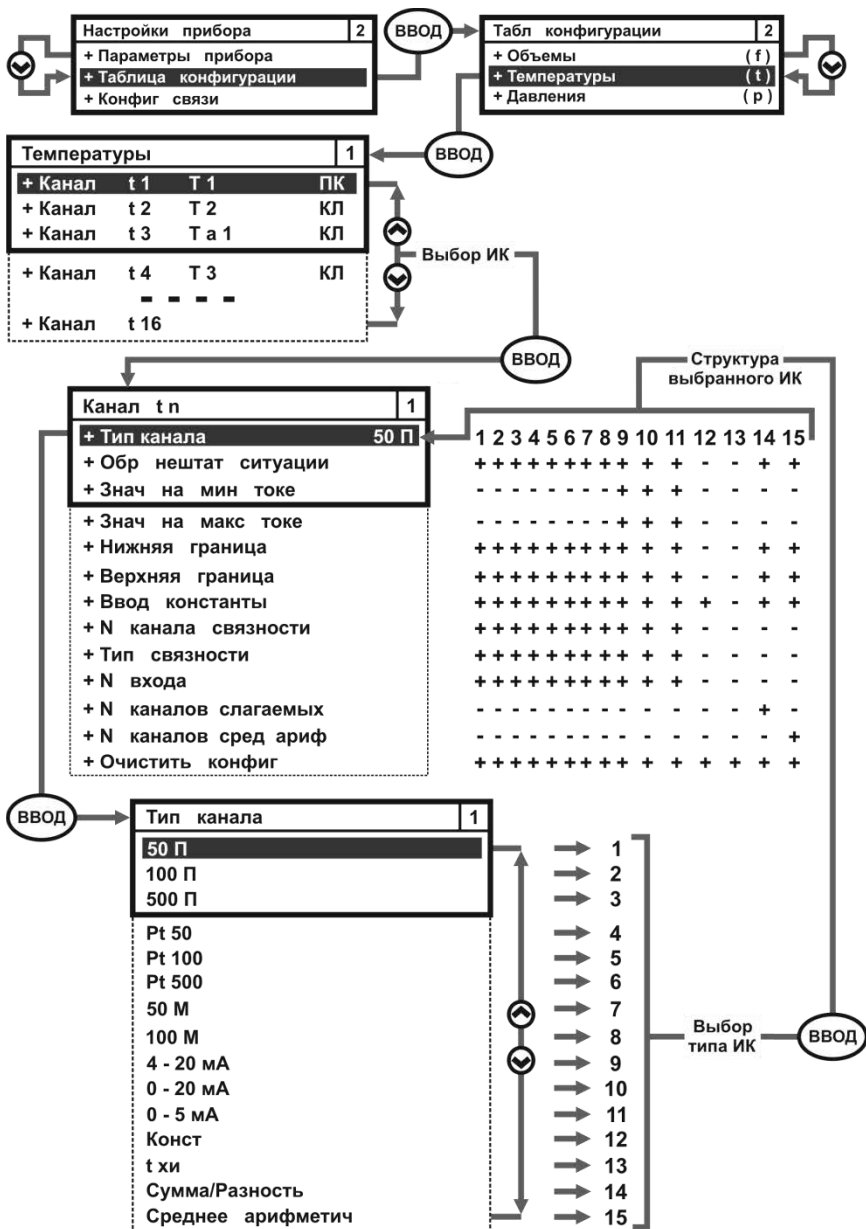 Настройки прибора 2
+ Параметры прибора
+ Таблица конфигурации
+ Конфиг связи
ВВОД
Табл конфигурации 2
+ Объемы (f)
+ Температуры (t)
+ Давления (p)
ВВОД
Температуры 1
+ Канал t 1 T 1 ПК
+ Канал t 2 T 2 КЛ
+ Канал t 3 T a 1 КЛ
+ Канал t 4 T 3 КЛ
- - - -
+ Канал t 16
Выбор ИК
ВВОД
Структура
выбранного ИК
Канал t n 1
+ Тип канала 50 П 1 2 3 4 5 6 7 8 9 10 11 12 13 14 15
+ Обр нештат ситуации + + + + + + + + + + + - - + +
+ Знач на мин токе - - - - - - - - + + + - - - -
+ Знач на макс токе - - - - - - - - + + + - - - -
+ Нижняя граница + + + + + + + + + + + - - + +
+ Верхняя граница + + + + + + + + + + + - - + +
+ Ввод константы + + + + + + + + + + + + - + +
+ N канала связности + + + + + + + + + + + - - - -
+ Тип связности + + + + + + + + + + + - - - -
+ N входа + + + + + + + + + + + - - - -
+ N каналов слагаемых - - - - - - - - - - - - - + -
+ N каналов сред ариф - - - - - - - - - - - - - - +
+ Очистить конфиг + + + + + + + + + + + + + + +
ВВОД
Тип канала 1
50 П 1
100 П 2
500 П 3
Pt 50 4
Pt 100 5
Pt 500 6
50 М 7
100 М 8
4 - 20 мА 9
0 - 20 мА 10
0 - 5 мА 11
Конст 12
t хи 13
Сумма/Разность 14
Среднее арифметич 15
Выбор
типа ИК
ВВОД